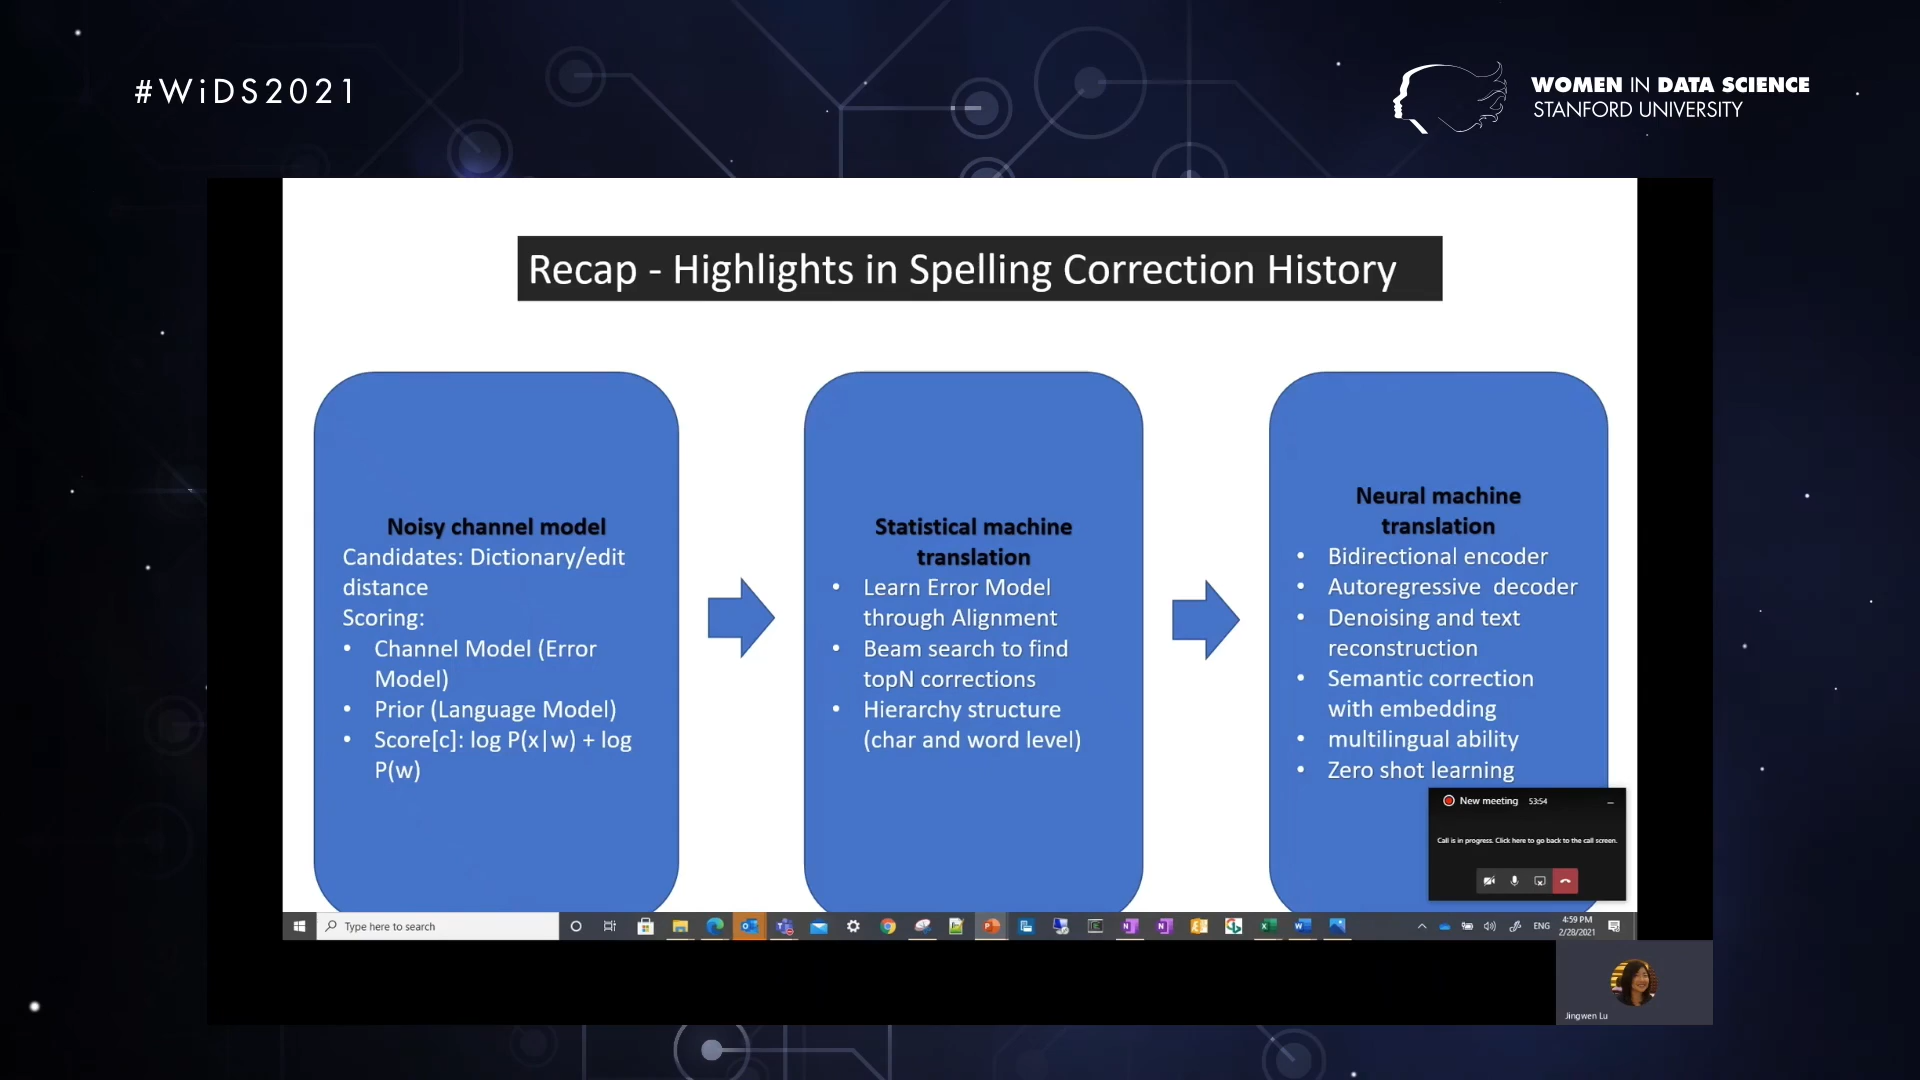 #WiDS2021
WOMEN IN DATA SCIENCE
STANFORD UNIVERSITY
Recap - Highlights in Spelling Correction History
Noisy channel model
Candidates: Dictionary/edit
distance
Scoring:
• Channel Model (Error
Model)
• Prior (Language Model)
• Score[c]: log P(x|w) + log
P(w)
Statistical machine
translation
• Learn Error Model
through Alignment
• Beam search to find
topN corrections
• Hierarchy structure
(char and word level)
Neural machine
translation
• Bidirectional encoder
• Autoregressive decoder
• Denoising and text
reconstruction
• Semantic correction
with embedding
• multilingual ability
• Zero shot learning
New meeting 53:54
Call is in progress. Click here to go back to the call screen.
Type here to search
ENG
4:59 PM
2/28/2021
Jingwen Lu